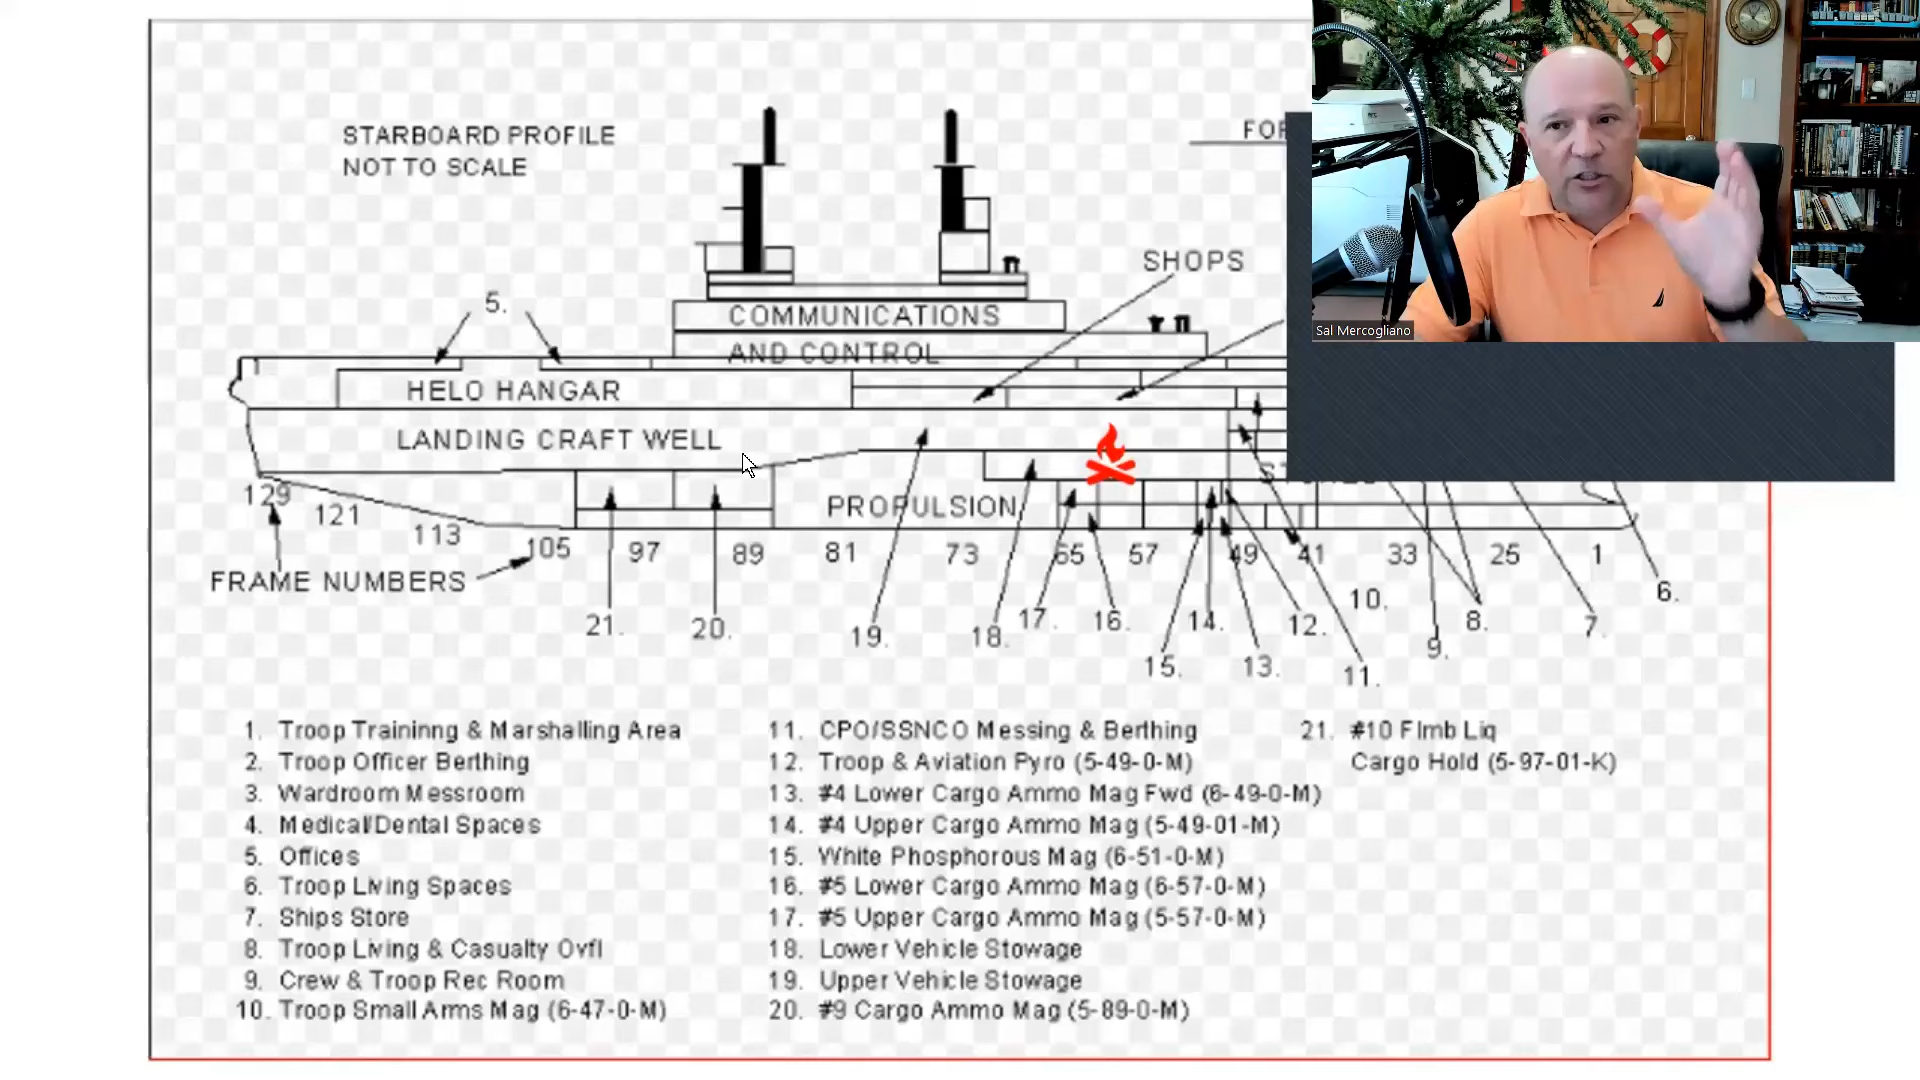 STARBOARD PROFILE
NOT TO SCALE
SHOPS
5.
COMMUNICATIONS
AND CONTROL
HELO HANGAR
LANDING CRAFT WELL
PROPULSION
129
121
113
105
97
89
81
73
65
57
49
41
33
25
1
FRAME NUMBERS
21.
20.
19.
18.
17.
16.
15.
14.
13.
12.
11.
10.
9.
8.
7.
6.
Sal Mercogliano
1. Troop Traininng & Marshalling Area
2. Troop Officer Berthing
3. Wardroom Messroom
4. Medical/Dental Spaces
5. Offices
6. Troop Living Spaces
7. Ships Store
8. Troop Living & Casualty Ovfl
9. Crew & Troop Rec Room
10. Troop Small Arms Mag (6-47-0-M)
11. CPO/SSNCO Messing & Berthing
12. Troop & Aviation Pyro (5-49-0-M)
13. #4 Lower Cargo Ammo Mag Fwd (6-49-0-M)
14. #4 Upper Cargo Ammo Mag (5-49-01-M)
15. White Phosphorous Mag (6-51-0-M)
16. #5 Lower Cargo Ammo Mag (6-57-0-M)
17. #5 Upper Cargo Ammo Mag (5-57-0-M)
18. Lower Vehicle Stowage
19. Upper Vehicle Stowage
20. #9 Cargo Ammo Mag (5-89-0-M)
21. #10 Flmb Liq
Cargo Hold (5-97-01-K)